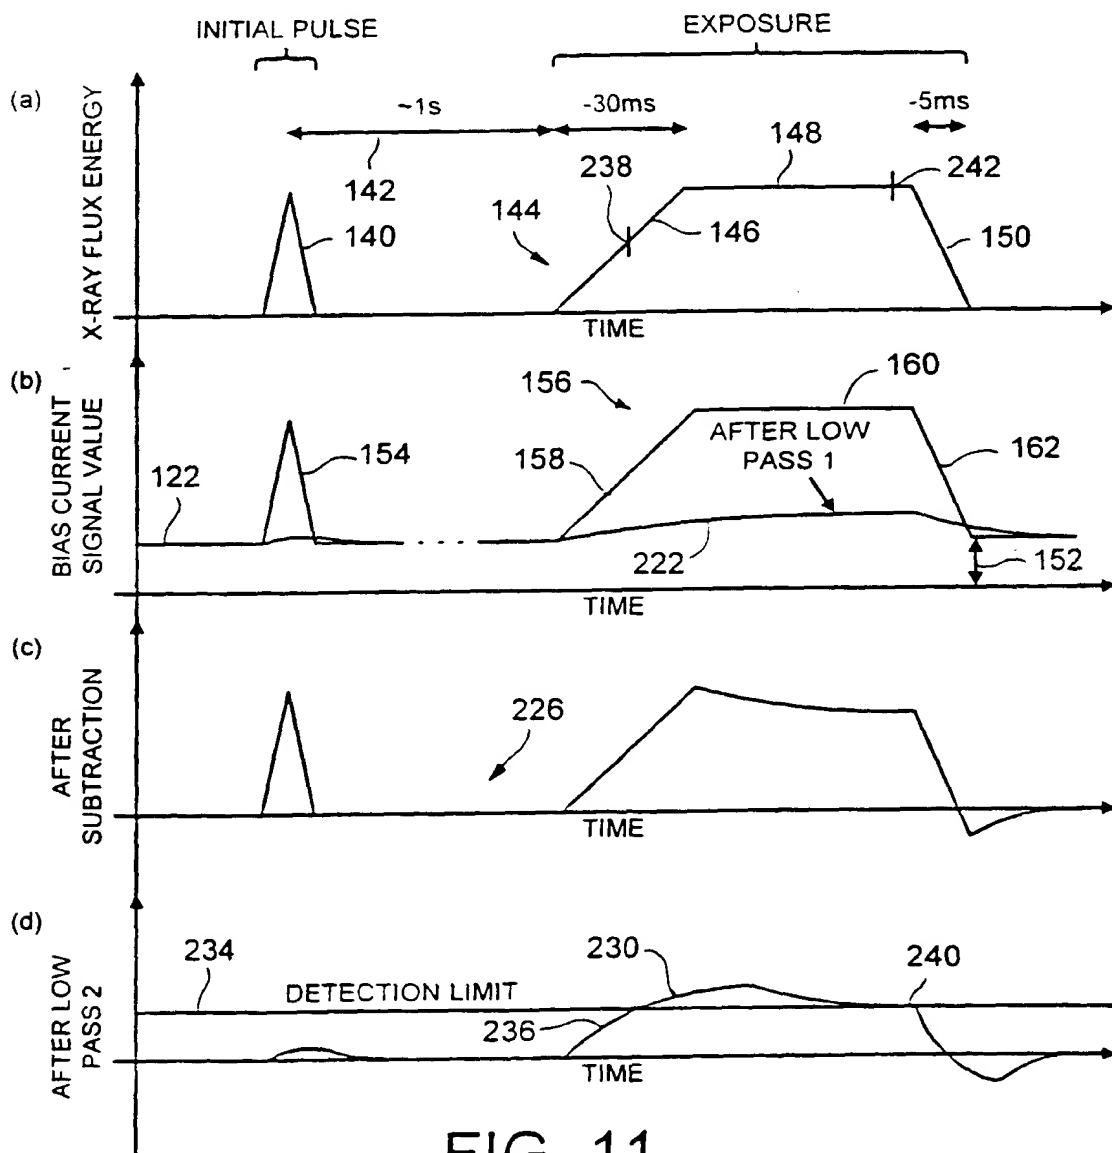 INITIAL PULSE
EXPOSURE
(a)
X-RAY FLUX ENERGY
~1s
-30ms
-5ms
142
140
144
238
146
148
242
150
TIME
(b)
BIAS CURRENT
SIGNAL VALUE
122
154
156
158
160
AFTER LOW
PASS 1
162
222
152
TIME
(c)
AFTER
SUBTRACTION
226
TIME
(d)
AFTER LOW
PASS 2
234
DETECTION LIMIT
230
236
240
TIME
FIG. 11